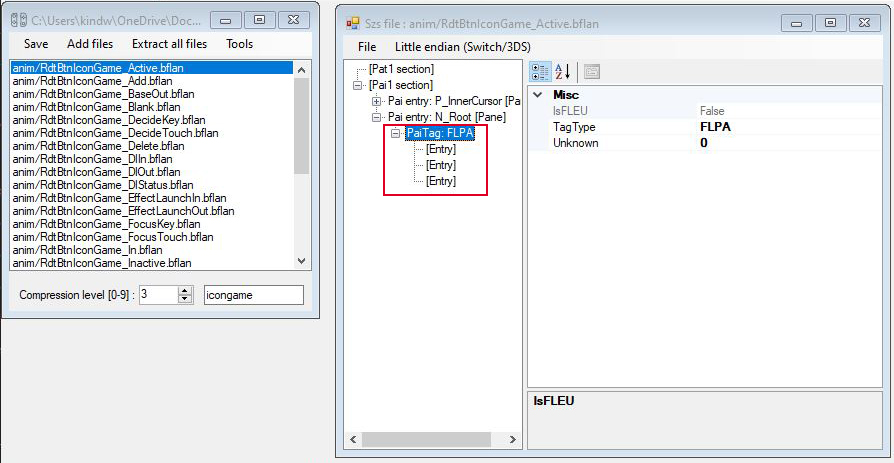 C:\Users\kindw\OneDrive\Doc...
Save Add files Extract all files Tools
anim/RdtBtnIconGame_Active.bflan
anim/RdtBtnIconGame_Add.bflan
anim/RdtBtnIconGame_BaseOut.bflan
anim/RdtBtnIconGame_Blank.bflan
anim/RdtBtnIconGame_DecideKey.bflan
anim/RdtBtnIconGame_DecideTouch.bflan
anim/RdtBtnIconGame_Delete.bflan
anim/RdtBtnIconGame_DlIn.bflan
anim/RdtBtnIconGame_DlOut.bflan
anim/RdtBtnIconGame_DlStatus.bflan
anim/RdtBtnIconGame_EffectLaunchIn.bflan
anim/RdtBtnIconGame_EffectLaunchOut.bflan
anim/RdtBtnIconGame_FocusKey.bflan
anim/RdtBtnIconGame_FocusTouch.bflan
anim/RdtBtnIconGame_In.bflan
anim/RdtBtnIconGame_Inactive.bflan
Compression level [0-9] : 3 icongame
Szs file : anim/RdtBtnIconGame_Active.bflan
File Little endian (Switch/3DS)
[Pat1 section]
[Pai1 section]
Pai entry: P_InnerCursor [Pa
Pai entry: N_Root [Pane]
PaiTag: FLPA
[Entry]
[Entry]
[Entry]
Misc
IsFLEU False
TagType FLPA
Unknown 0
IsFLEU